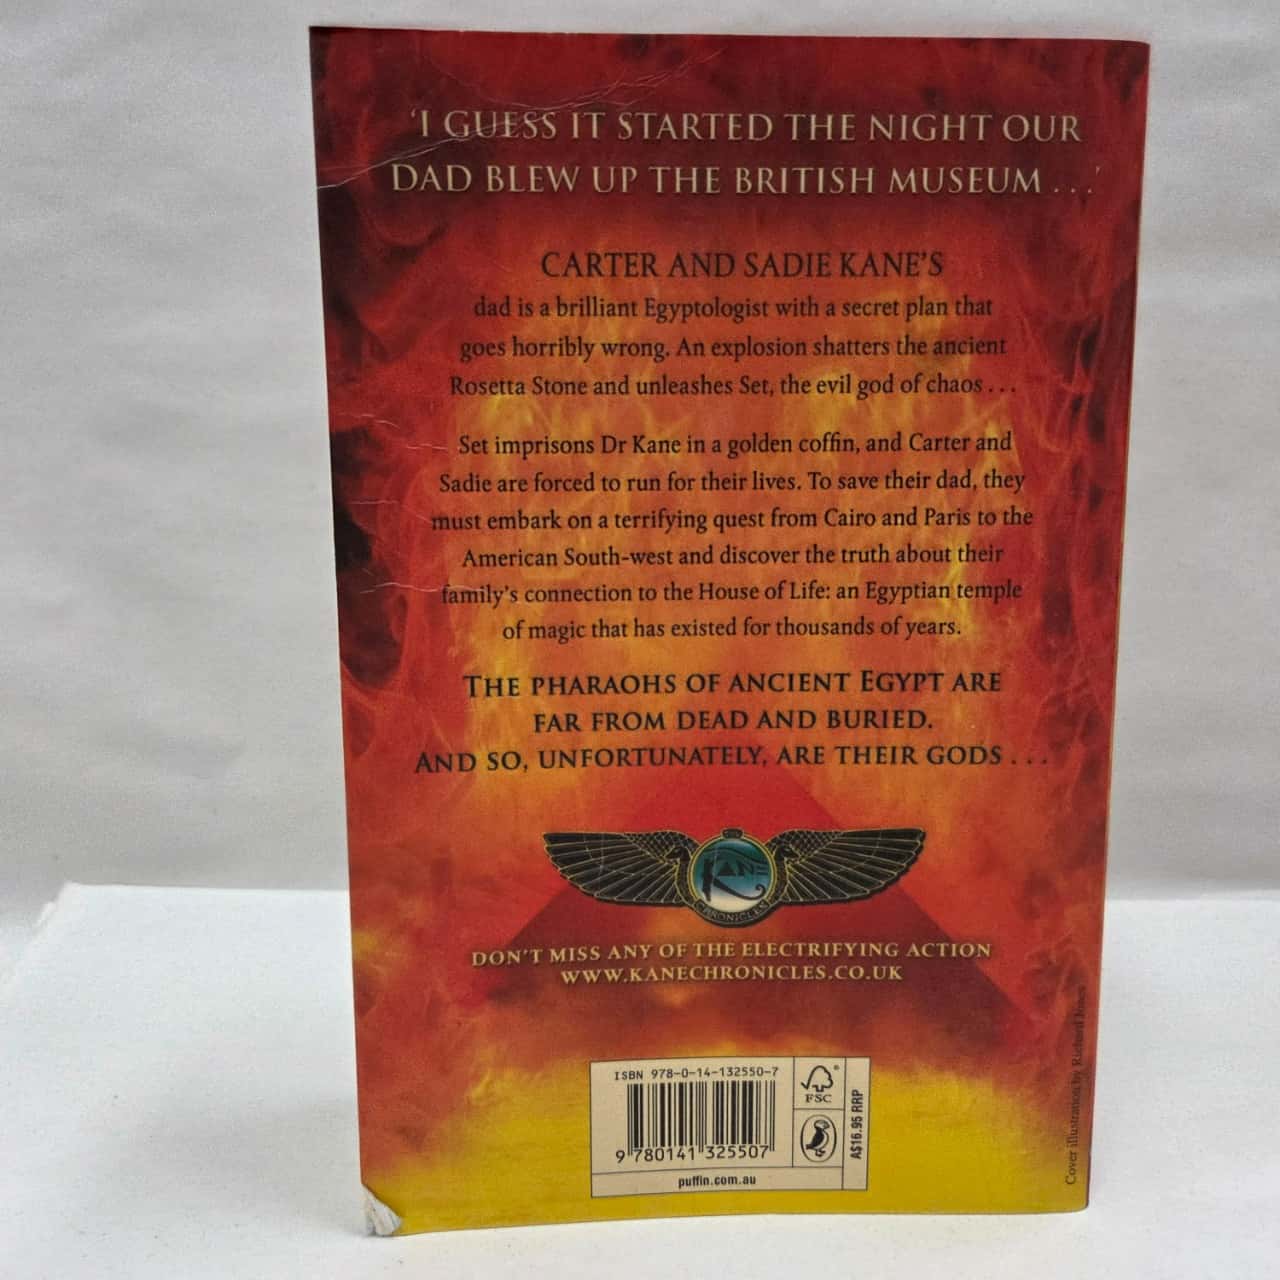 'I GUESS IT STARTED THE NIGHT OUR
DAD BLEW UP THE BRITISH MUSEUM . . .'
CARTER AND SADIE KANE'S
dad is a brilliant Egyptologist with a secret plan that
goes horribly wrong. An explosion shatters the ancient
Rosetta Stone and unleashes Set, the evil god of chaos . . .
Set imprisons Dr Kane in a golden coffin, and Carter and
Sadie are forced to run for their lives. To save their dad, they
must embark on a terrifying quest from Cairo and Paris to the
American South-west and discover the truth about their
family's connection to the House of Life: an Egyptian temple
of magic that has existed for thousands of years.
THE PHARAOHS OF ANCIENT EGYPT ARE
FAR FROM DEAD AND BURIED.
AND SO, UNFORTUNATELY, ARE THEIR GODS . . .
KANE
CHRONICLES
DON'T MISS ANY OF THE ELECTRIFYING ACTION
WWW.KANECHRONICLES.CO.UK
ISBN 978-0-14-132550-7
9 780141 325507
FSC
A$16.95 RRP
puffin.com.au
Cover illustration by Richard Jones